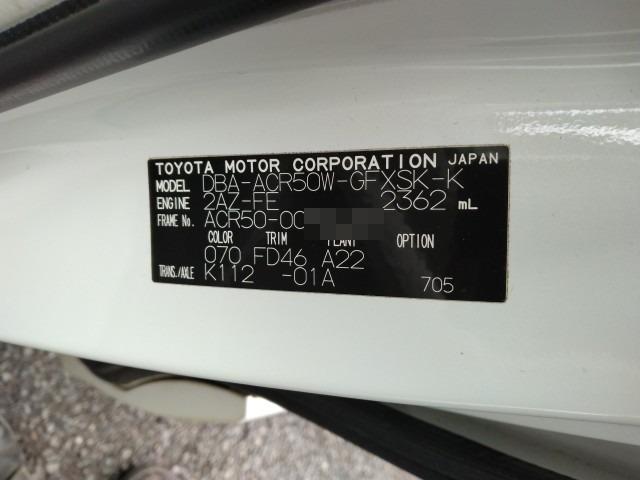 TOYOTA MOTOR CORPORATION JAPAN
MODEL DBA-ACR50W-GFXSK-K
ENGINE 2AZ-FE 2362 mL
FRAME No. ACR50-00
COLOR TRIM PLANT OPTION
070 FD46 A22
TRANS./AXLE K112 -01A 705